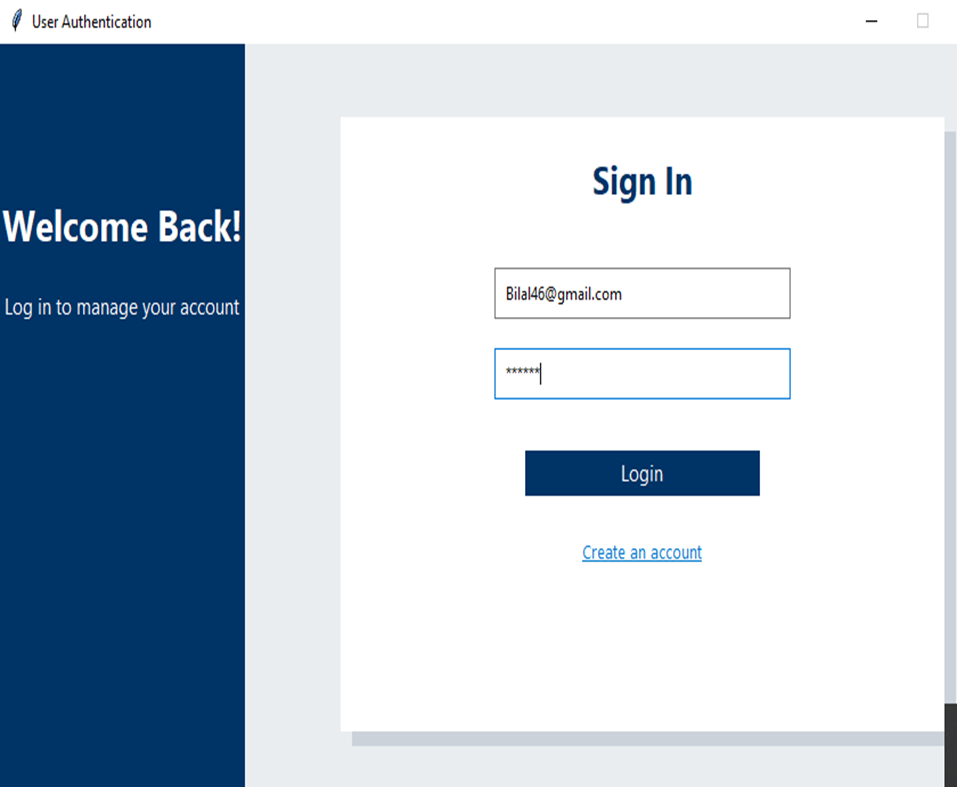 User Authentication
Welcome Back!
Log in to manage your account
Sign In
Bilal46@gmail.com
******
Login
Create an account